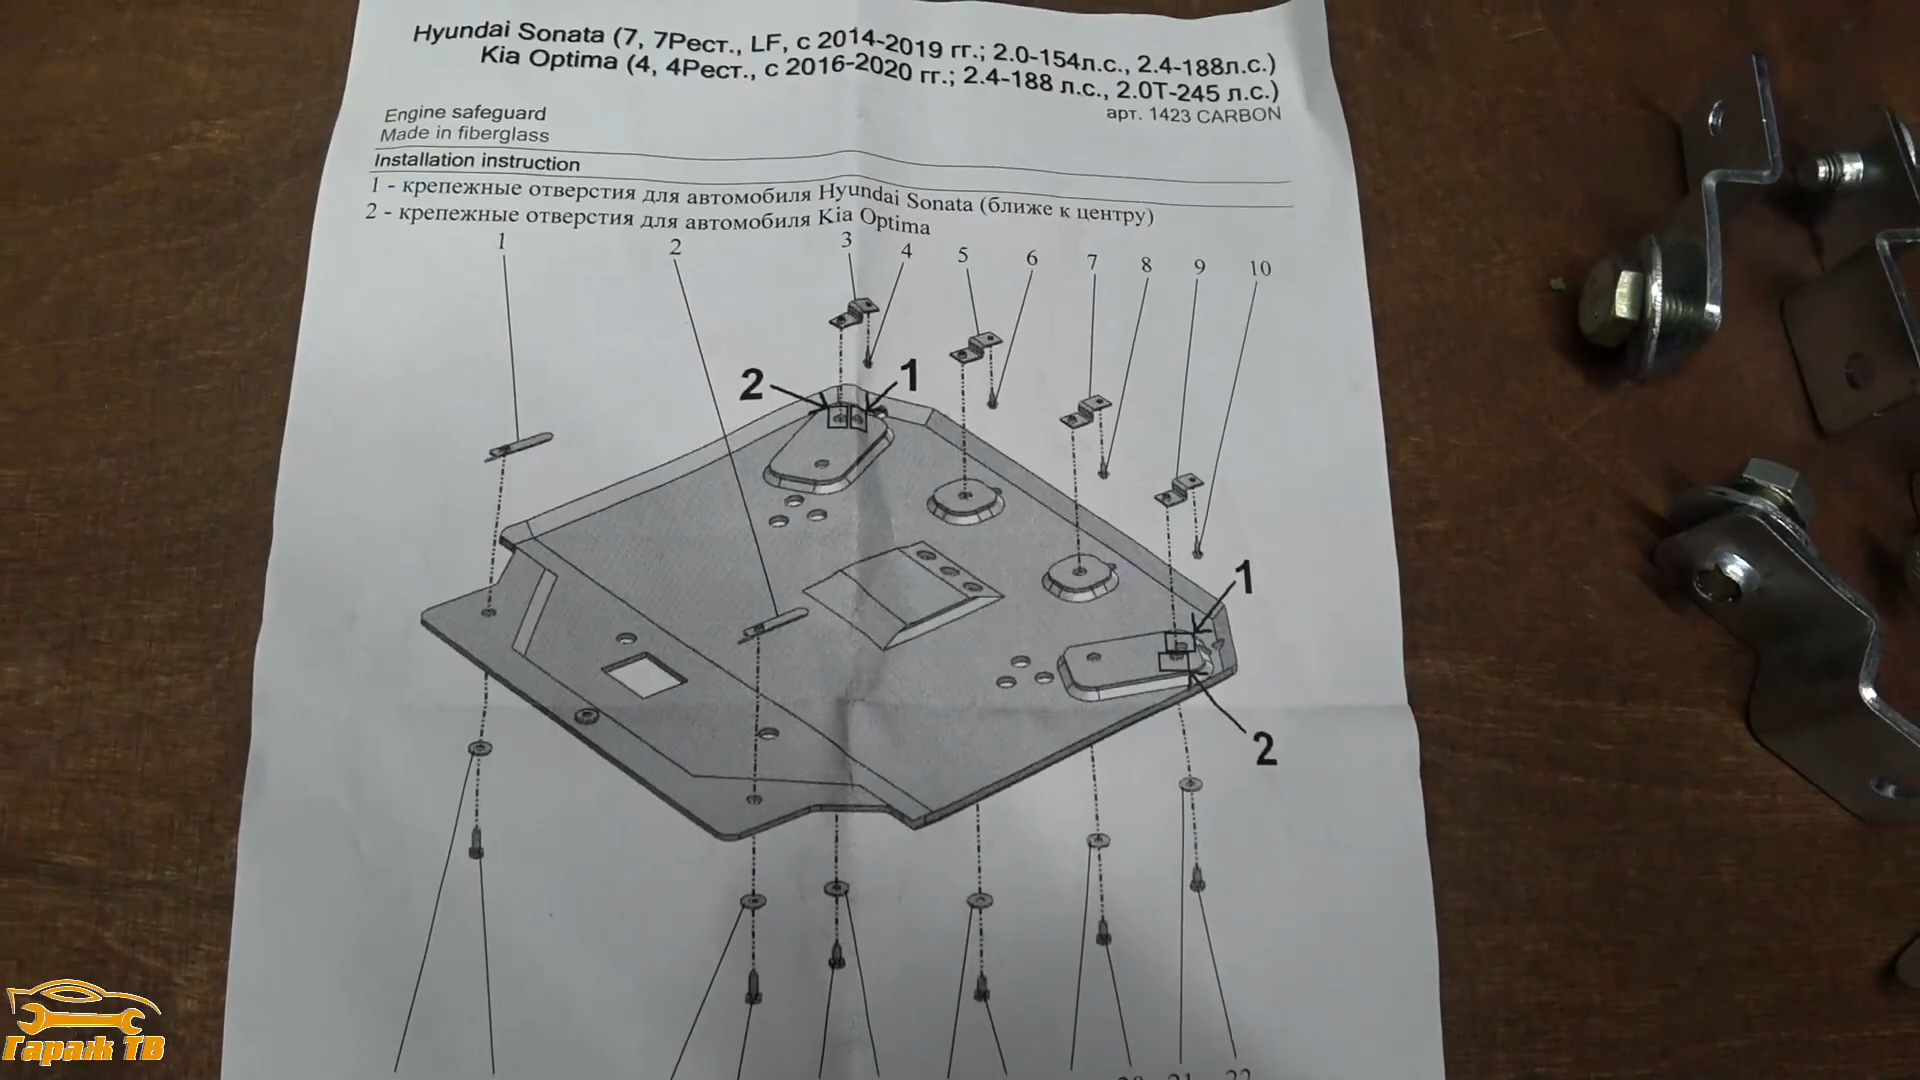 Hyundai Sonata (7, 7Рест., LF, с 2014-2019 гг.; 2.0-154л.с., 2.4-188л.с.)
Kia Optima (4, 4Рест., с 2016-2020 гг.; 2.4-188 л.с., 2.0Т-245 л.с.)
арт. 1423 CARBON
Engine safeguard
Made in fiberglass
Installation instruction
1 - крепежные отверстия для автомобиля Hyundai Sonata (ближе к центру)
2 - крепежные отверстия для автомобиля Kia Optima
1 2 3 4 5 6 7 8 9 10
2 1
1
2
Гараж ТВ